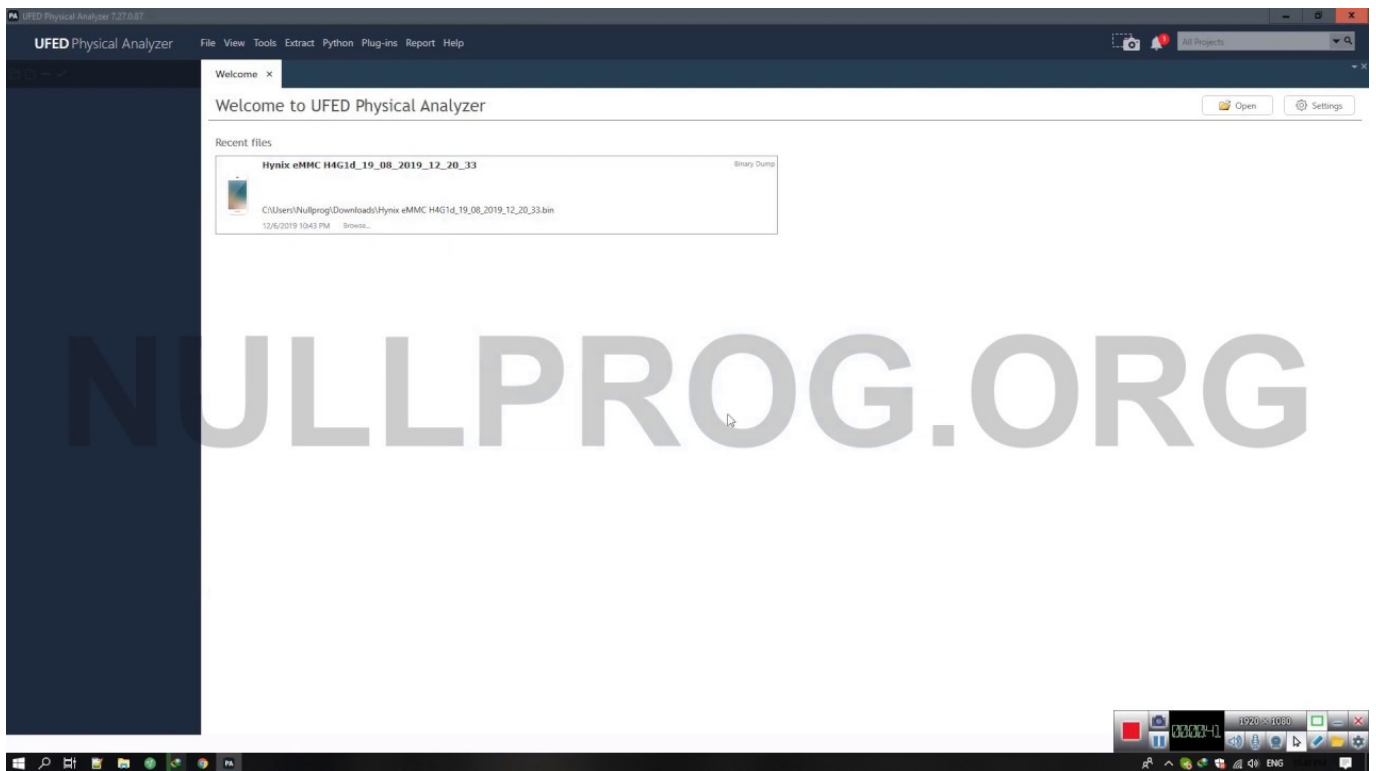 UFED Physical Analyzer 7.27.0.87
UFED Physical Analyzer File View Tools Extract Python Plug-ins Report Help All Projects
Welcome ×
Welcome to UFED Physical Analyzer Open Settings
Recent files
Hynix eMMC H4G1d_19_08_2019_12_20_33 Binary Dump
C:\Users\Nullprog\Downloads\Hynix eMMC H4G1d_19_08_2019_12_20_33.bin
12/6/2019 10:43 PM Browse...
NULLPROG.ORG
1920 × 1080
000041
PA ENG